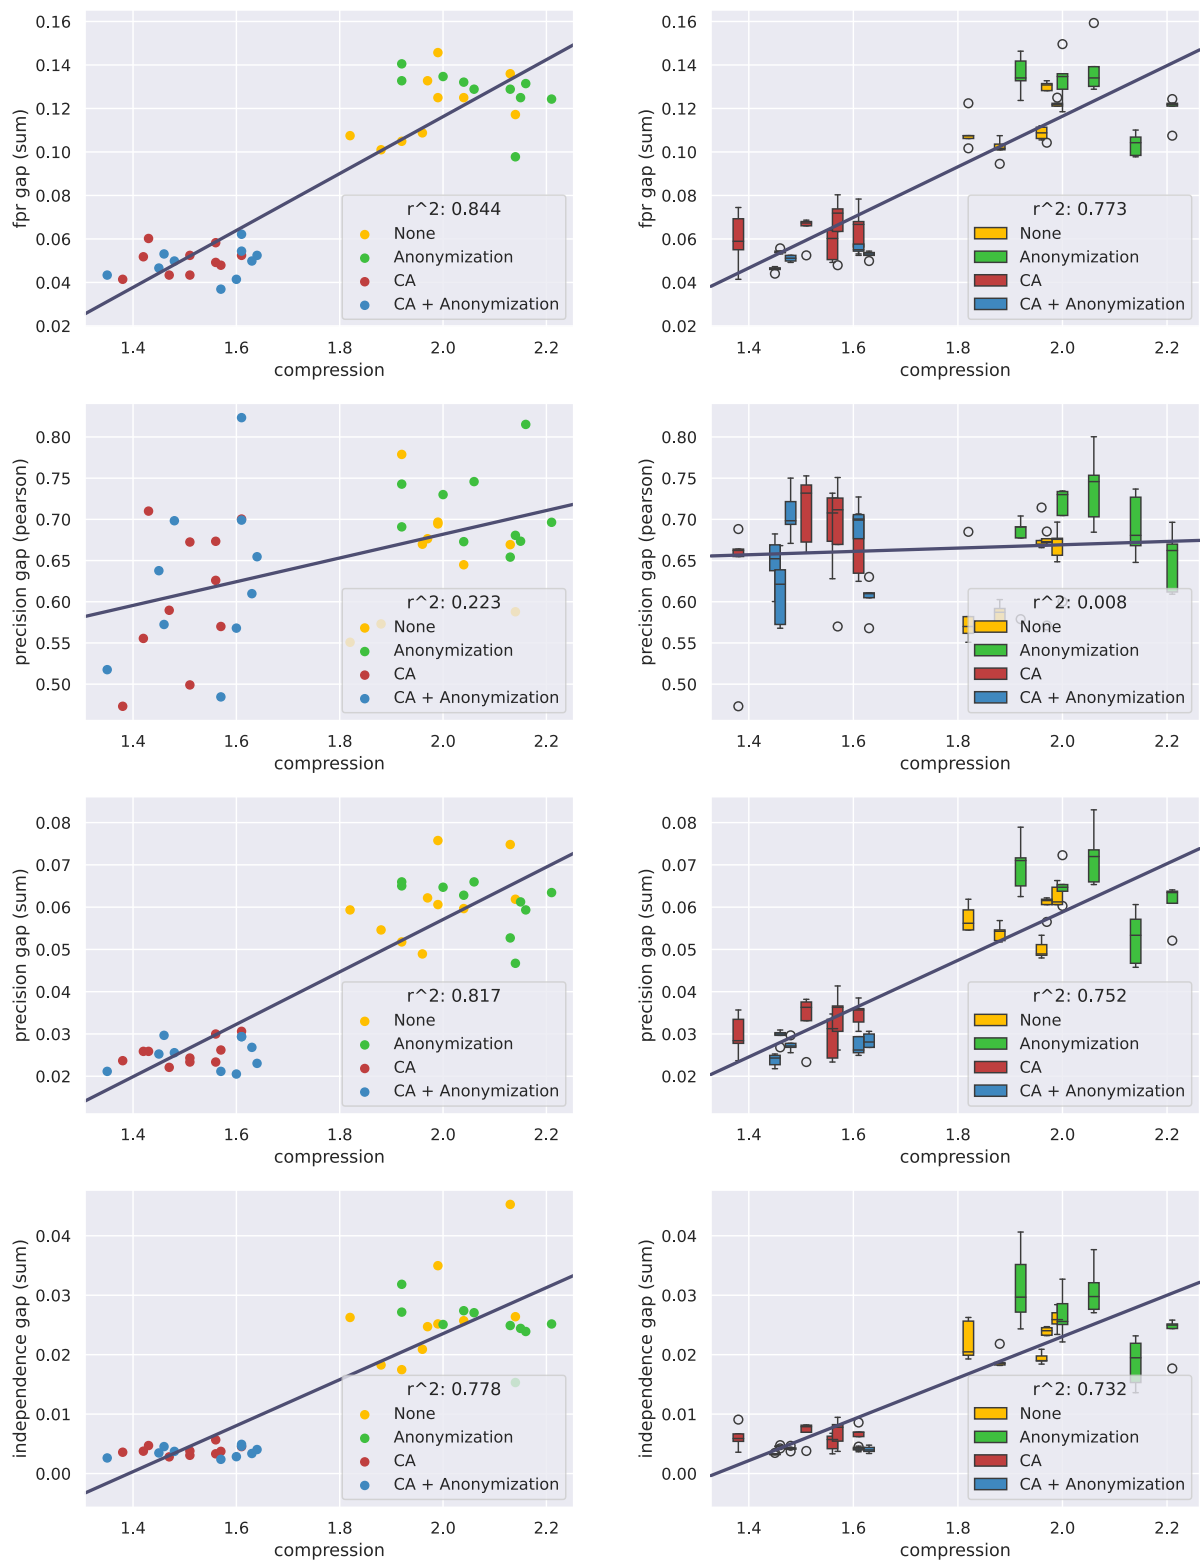 fpr gap (sum)
0.16
0.14
0.12
0.10
0.08
0.06
0.04
0.02
r^2: 0.844
None
Anonymization
CA
CA + Anonymization
1.4 1.6 1.8 2.0 2.2
compression
fpr gap (sum)
0.16
0.14
0.12
0.10
0.08
0.06
0.04
0.02
r^2: 0.773
None
Anonymization
CA
CA + Anonymization
1.4 1.6 1.8 2.0 2.2
compression
precision gap (pearson)
0.80
0.75
0.70
0.65
0.60
0.55
0.50
r^2: 0.223
None
Anonymization
CA
CA + Anonymization
1.4 1.6 1.8 2.0 2.2
compression
precision gap (pearson)
0.80
0.75
0.70
0.65
0.60
0.55
0.50
r^2: 0.008
None
Anonymization
CA
CA + Anonymization
1.4 1.6 1.8 2.0 2.2
compression
precision gap (sum)
0.08
0.07
0.06
0.05
0.04
0.03
0.02
r^2: 0.817
None
Anonymization
CA
CA + Anonymization
1.4 1.6 1.8 2.0 2.2
compression
precision gap (sum)
0.08
0.07
0.06
0.05
0.04
0.03
0.02
r^2: 0.752
None
Anonymization
CA
CA + Anonymization
1.4 1.6 1.8 2.0 2.2
compression
independence gap (sum)
0.04
0.03
0.02
0.01
0.00
r^2: 0.778
None
Anonymization
CA
CA + Anonymization
1.4 1.6 1.8 2.0 2.2
compression
independence gap (sum)
0.04
0.03
0.02
0.01
0.00
r^2: 0.732
None
Anonymization
CA
CA + Anonymization
1.4 1.6 1.8 2.0 2.2
compression